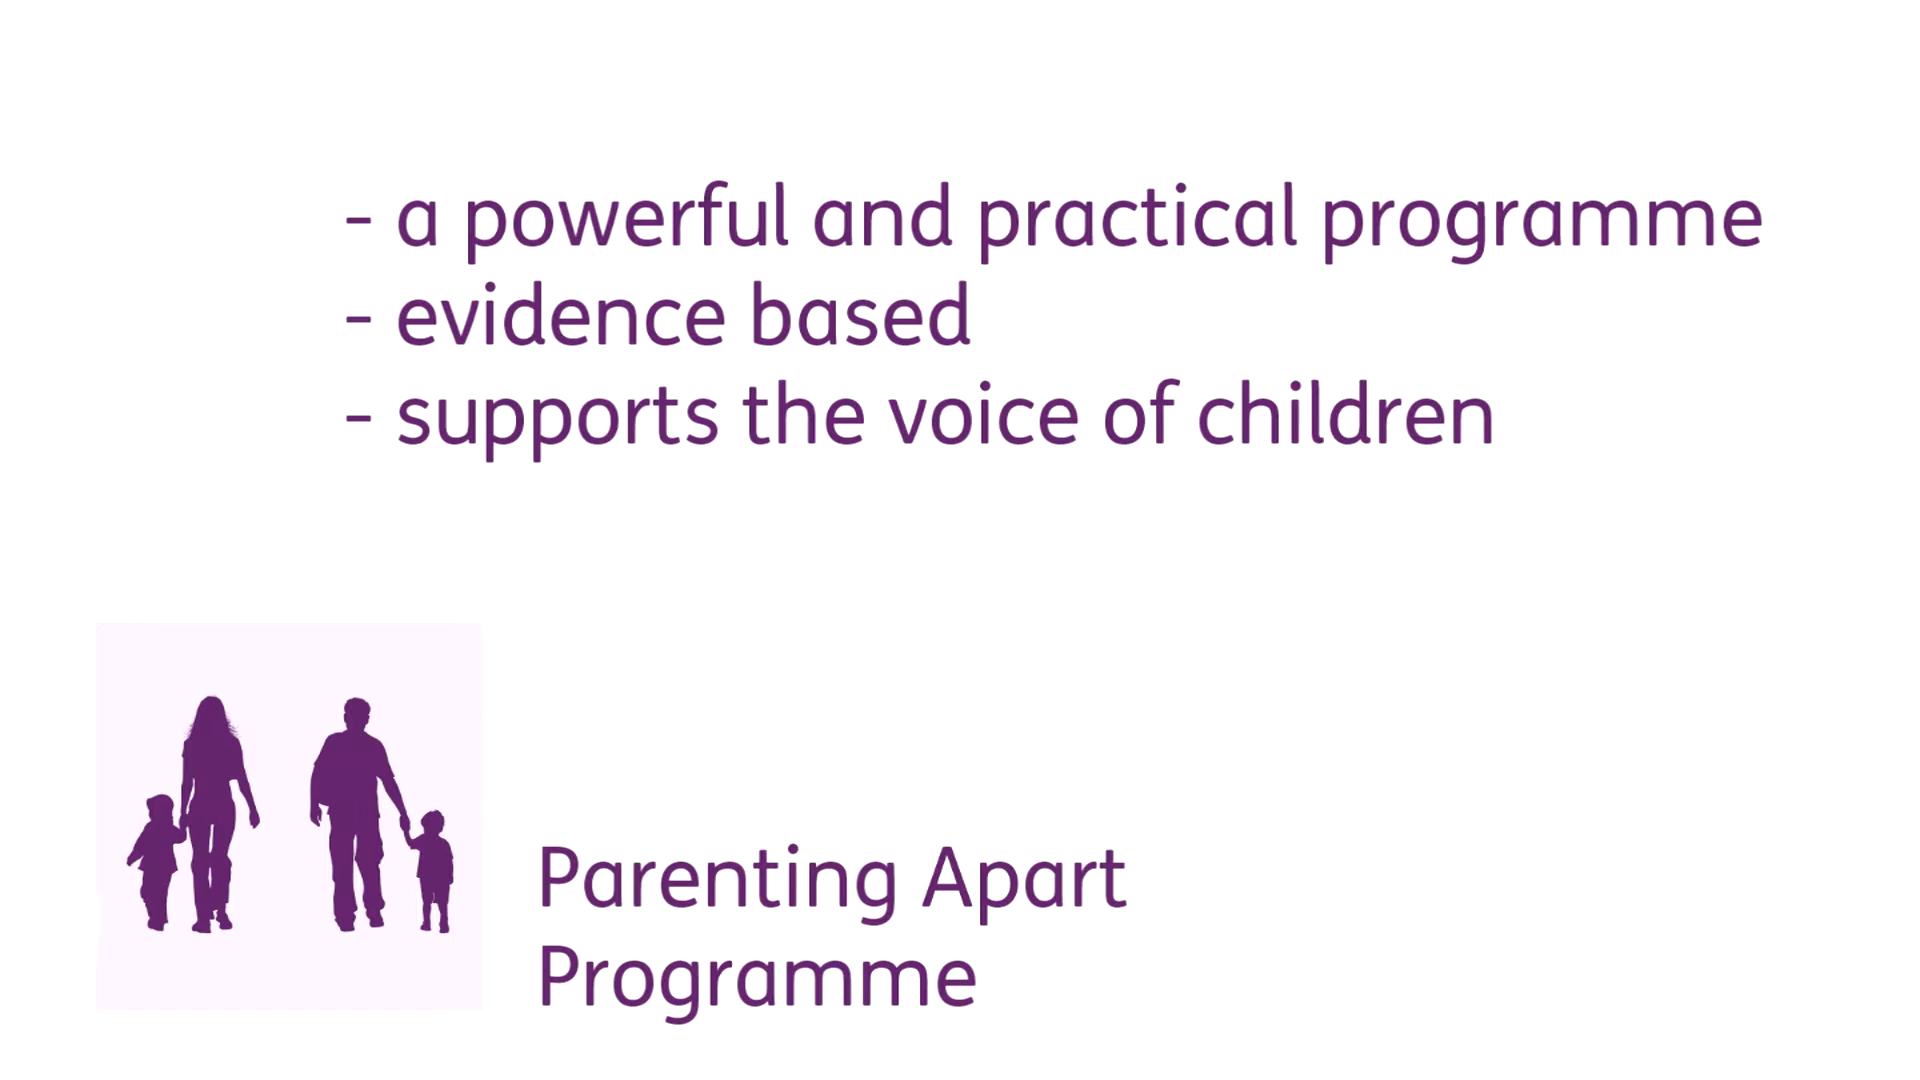 - a powerful and practical programme
- evidence based
- supports the voice of children
Parenting Apart
Programme